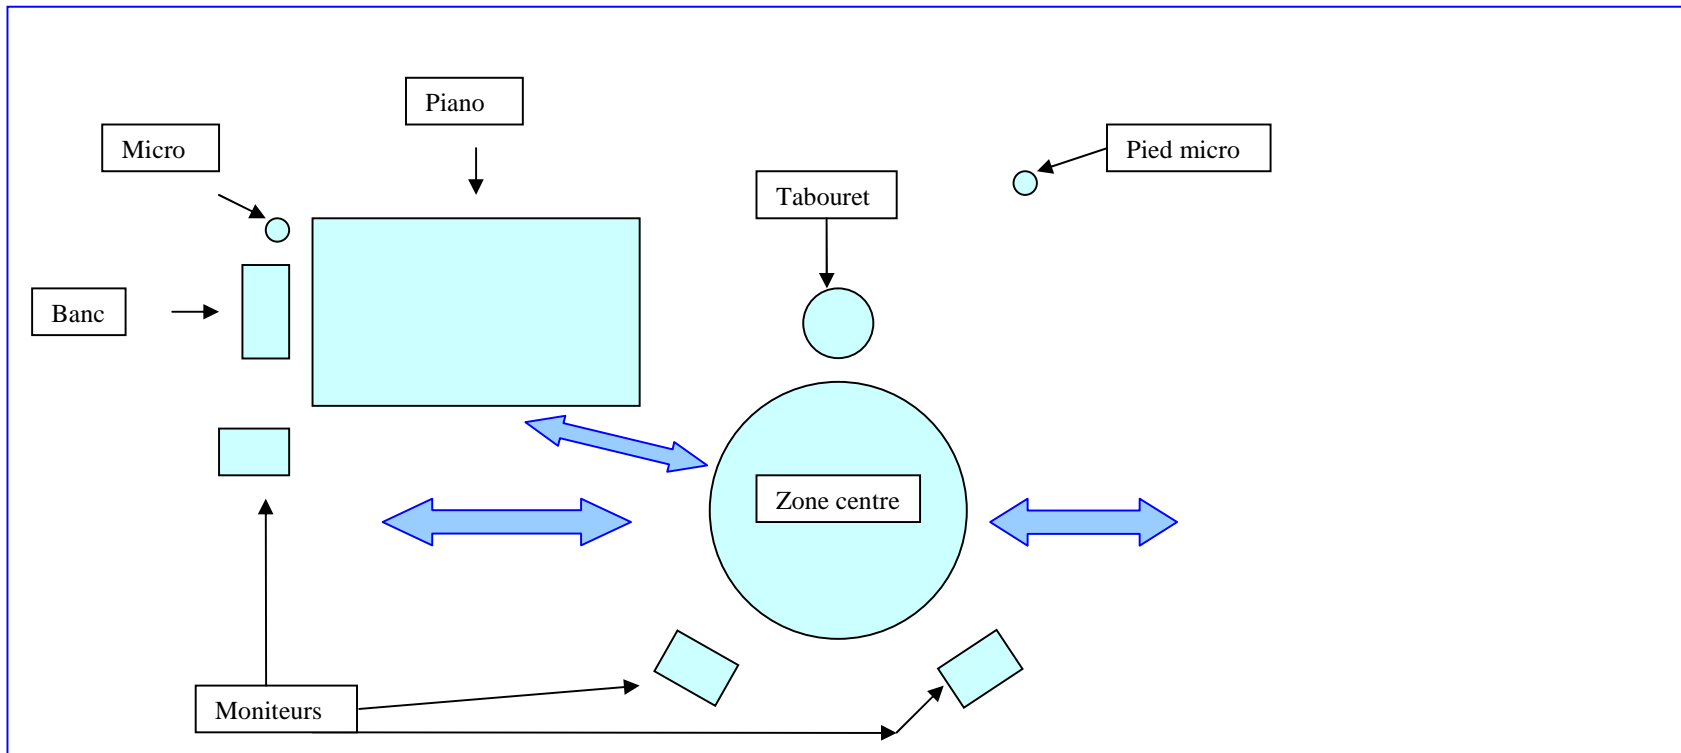 Piano
Micro
Pied micro
Tabouret
Banc
Zone centre
Moniteurs